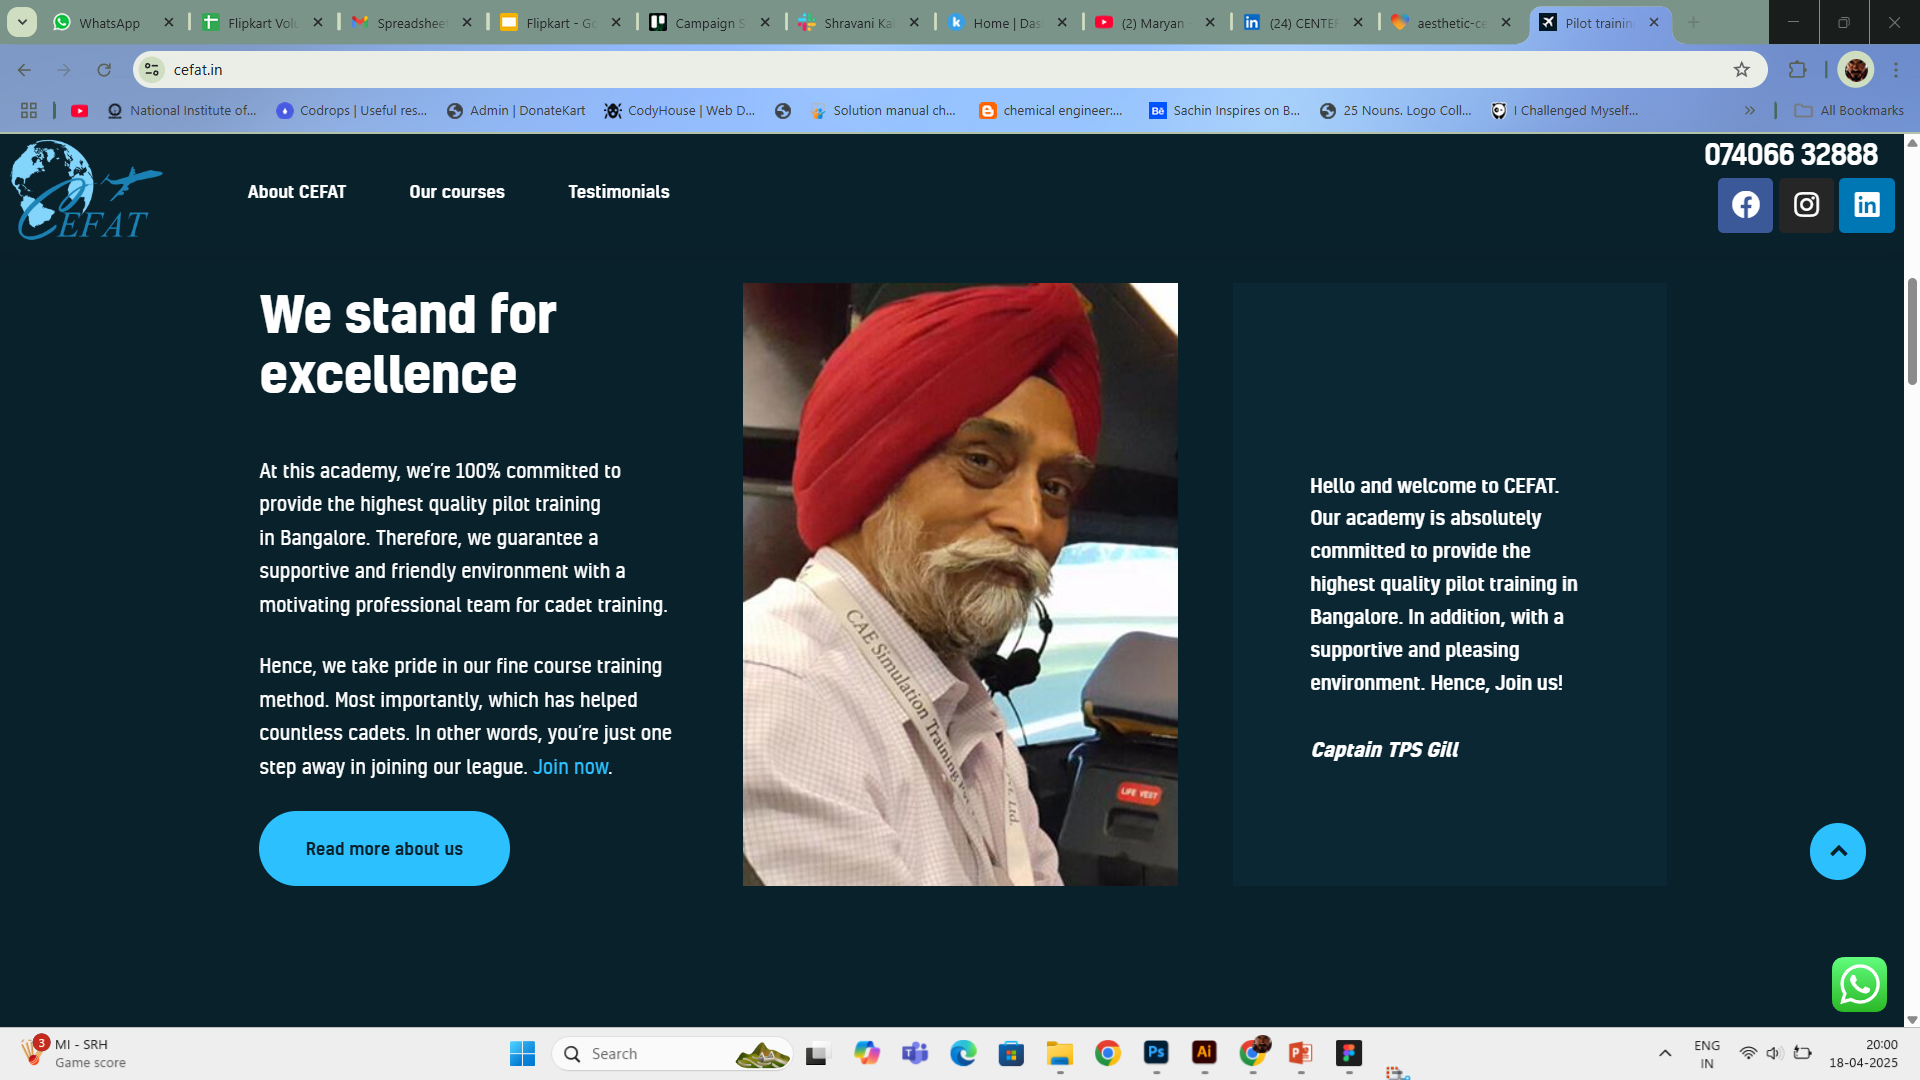 WhatsApp
Flipkart Volu
Spreadshee
Flipkart - Go
Campaign S
Shravani Ka
Home | Das
(2) Maryan
(24) CENTE
aesthetic-ce
Pilot trainin
cefat.in
National Institute of...
Codrops | Useful res...
Admin | DonateKart
CodyHouse | Web D...
Solution manual ch...
chemical engineer:...
Bē
Sachin Inspires on B...
25 Nouns. Logo Coll...
I Challenged Myself...
All Bookmarks
CEFAT
About CEFAT
Our courses
Testimonials
074066 32888
We stand for
excellence
At this academy, we're 100% committed to
provide the highest quality pilot training
in Bangalore. Therefore, we guarantee a
supportive and friendly environment with a
motivating professional team for cadet training.
Hence, we take pride in our fine course training
method. Most importantly, which has helped
countless cadets. In other words, you're just one
step away in joining our league. Join now.
Read more about us
CAE Simulation Training
Ltd.
LIFE VEST
Hello and welcome to CEFAT.
Our academy is absolutely
committed to provide the
highest quality pilot training in
Bangalore. In addition, with a
supportive and pleasing
environment. Hence, Join us!
Captain TPS Gill
3
MI - SRH
Game score
Search
Ps
Ai
ENG
IN
20:00
18-04-2025